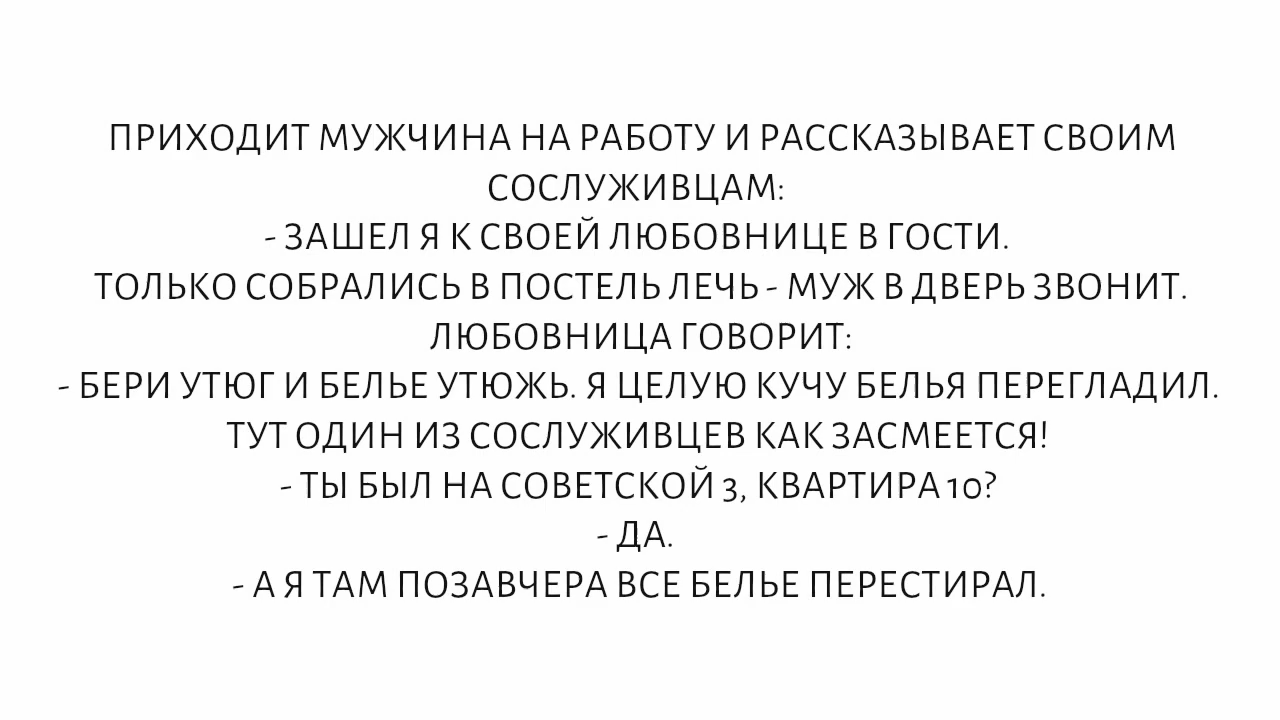 ПРИХОДИТ МУЖЧИНА НА РАБОТУ И РАССКАЗЫВАЕТ СВОИМ
СОСЛУЖИВЦАМ:
- ЗАШЕЛ Я К СВОЕЙ ЛЮБОВНИЦЕ В ГОСТИ.
ТОЛЬКО СОБРАЛИСЬ В ПОСТЕЛЬ ЛЕЧЬ - МУЖ В ДВЕРЬ ЗВОНИТ.
ЛЮБОВНИЦА ГОВОРИТ:
- БЕРИ УТЮГ И БЕЛЬЕ УТЮЖЬ. Я ЦЕЛУЮ КУЧУ БЕЛЬЯ ПЕРЕГЛАДИЛ.
ТУТ ОДИН ИЗ СОСЛУЖИВЦЕВ КАК ЗАСМЕЕТСЯ!
- ТЫ БЫЛ НА СОВЕТСКОЙ 3, КВАРТИРА 10?
- ДА.
- А Я ТАМ ПОЗАВЧЕРА ВСЕ БЕЛЬЕ ПЕРЕСТИРАЛ.